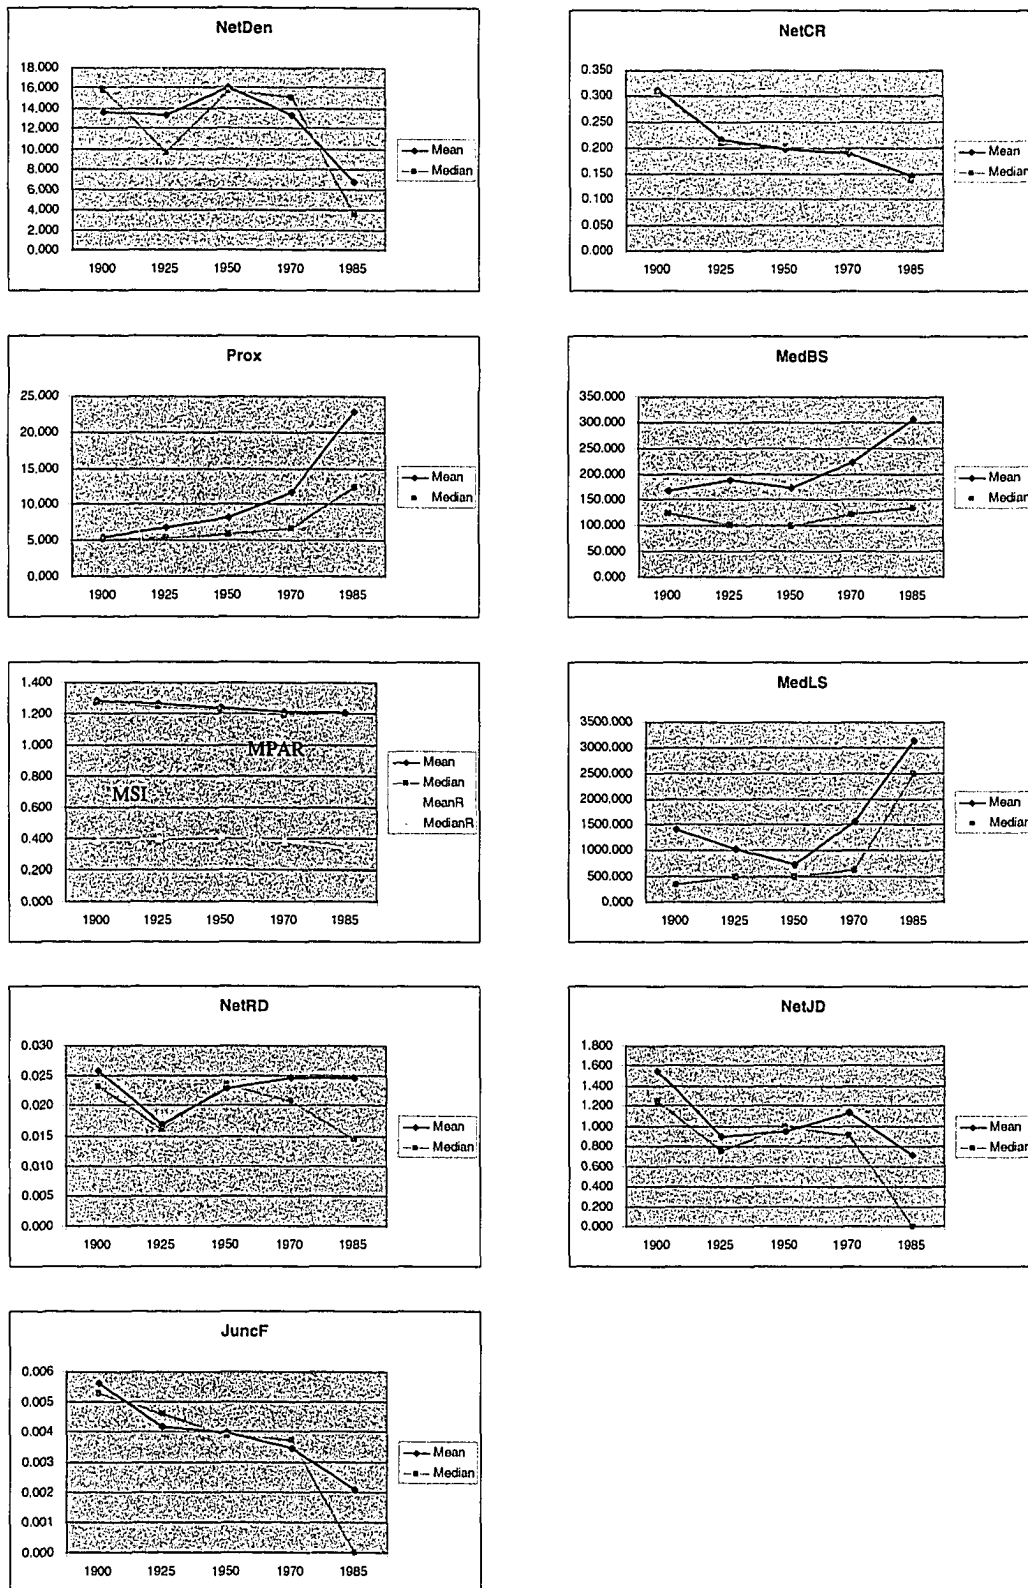 NetDen
18.000
16.000
14.000
12.000
10.000
8.000
6.000
4.000
2.000
0.000
1900 1925 1950 1970 1985
Mean
Median
NetCR
0.350
0.300
0.250
0.200
0.150
0.100
0.050
0.000
1900 1925 1950 1970 1985
Mean
Median
Prox
25.000
20.000
15.000
10.000
5.000
0.000
1900 1925 1950 1970 1985
Mean
Median
MedBS
350.000
300.000
250.000
200.000
150.000
100.000
50.000
0.000
1900 1925 1950 1970 1985
Mean
Median
1.400
1.200
1.000
0.800
0.600
0.400
0.200
0.000
MPAR
MSI
1900 1925 1950 1970 1985
Mean
Median
MeanR
MedianR
MedLS
3500.000
3000.000
2500.000
2000.000
1500.000
1000.000
500.000
0.000
1900 1925 1950 1970 1985
Mean
Median
NetRD
0.030
0.025
0.020
0.015
0.010
0.005
0.000
1900 1925 1950 1970 1985
Mean
Median
NetJD
1.800
1.600
1.400
1.200
1.000
0.800
0.600
0.400
0.200
0.000
1900 1925 1950 1970 1985
Mean
Median
JuncF
0.006
0.005
0.004
0.003
0.002
0.001
0.000
1900 1925 1950 1970 1985
Mean
Median